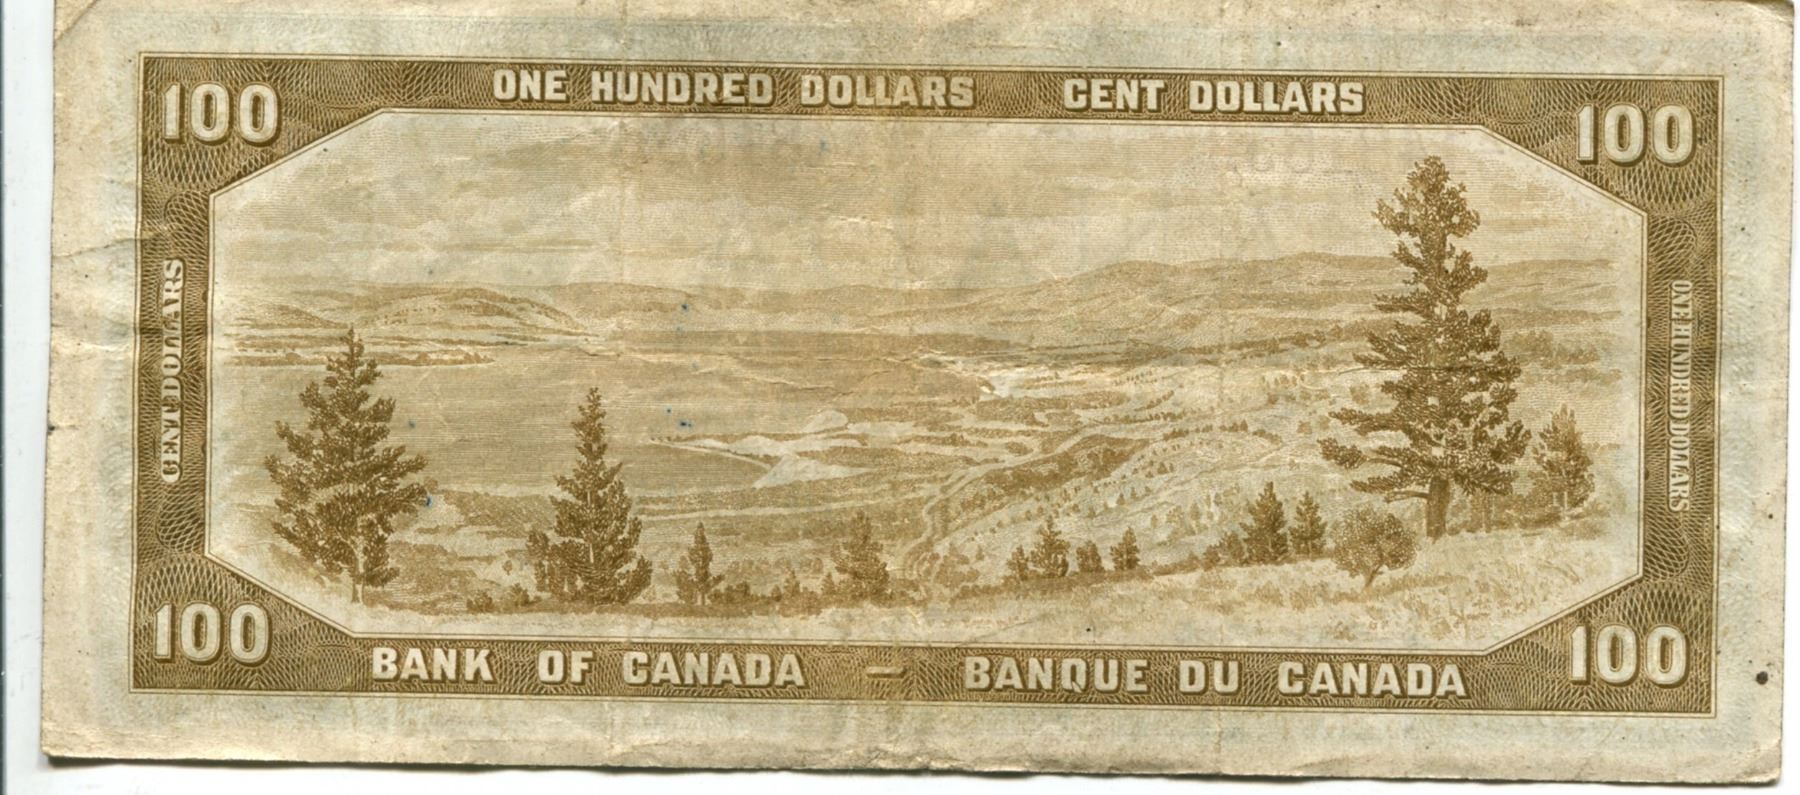 ONE HUNDRED DOLLARS CENT DOLLARS
100
100
CENT DOLLARS
ONE HUNDRED DOLLARS
100
100
BANK OF CANADA – BANQUE DU CANADA